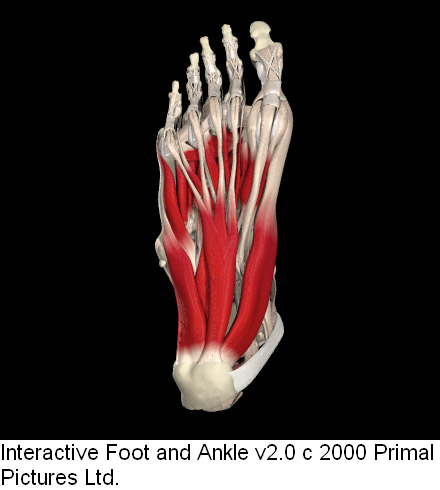 Interactive Foot and Ankle v2.0 c 2000 Primal
Pictures Ltd.